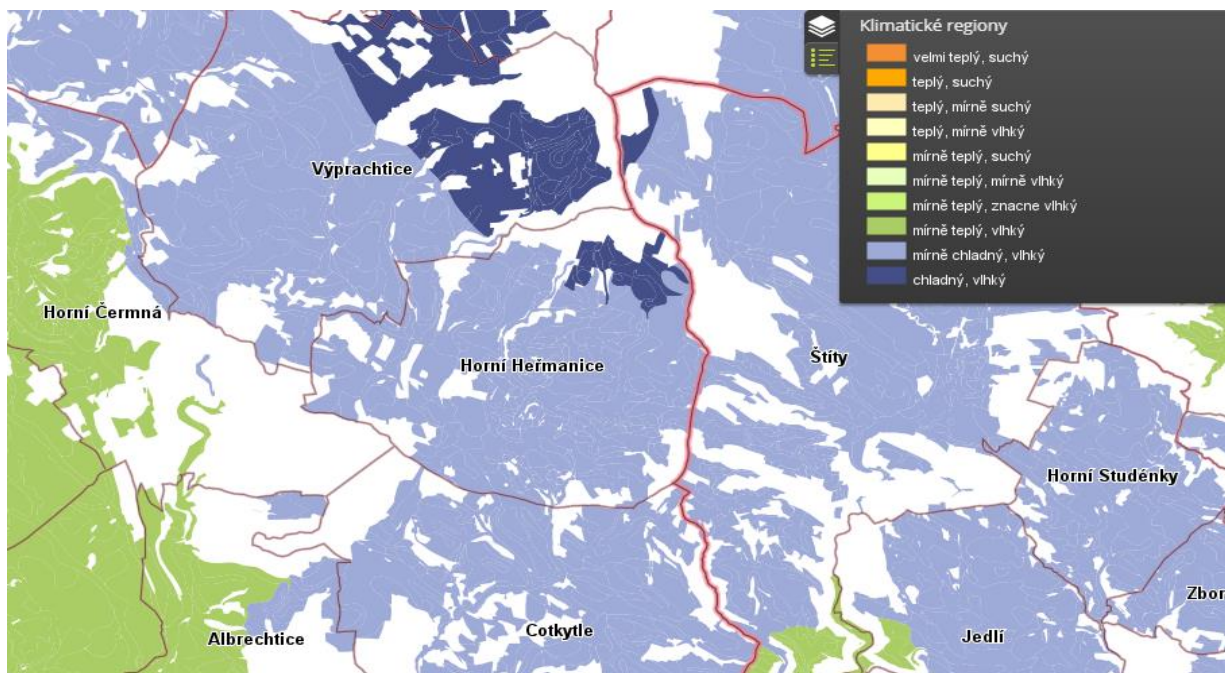 Klimatické regiony
velmi teplý, suchý
teplý, suchý
teplý, mírně suchý
teplý, mírně vlhký
mírně teplý, suchý
mírně teplý, mírně vlhký
mírně teplý, znacne vlhký
mírně teplý, vlhký
mírně chladný, vlhký
chladný, vlhký
Výprachtice
Horní Čermná
Horní Heřmanice
Štíty
Horní Studénky
Zbor
Albrechtice
Cotkytle
Jedlí